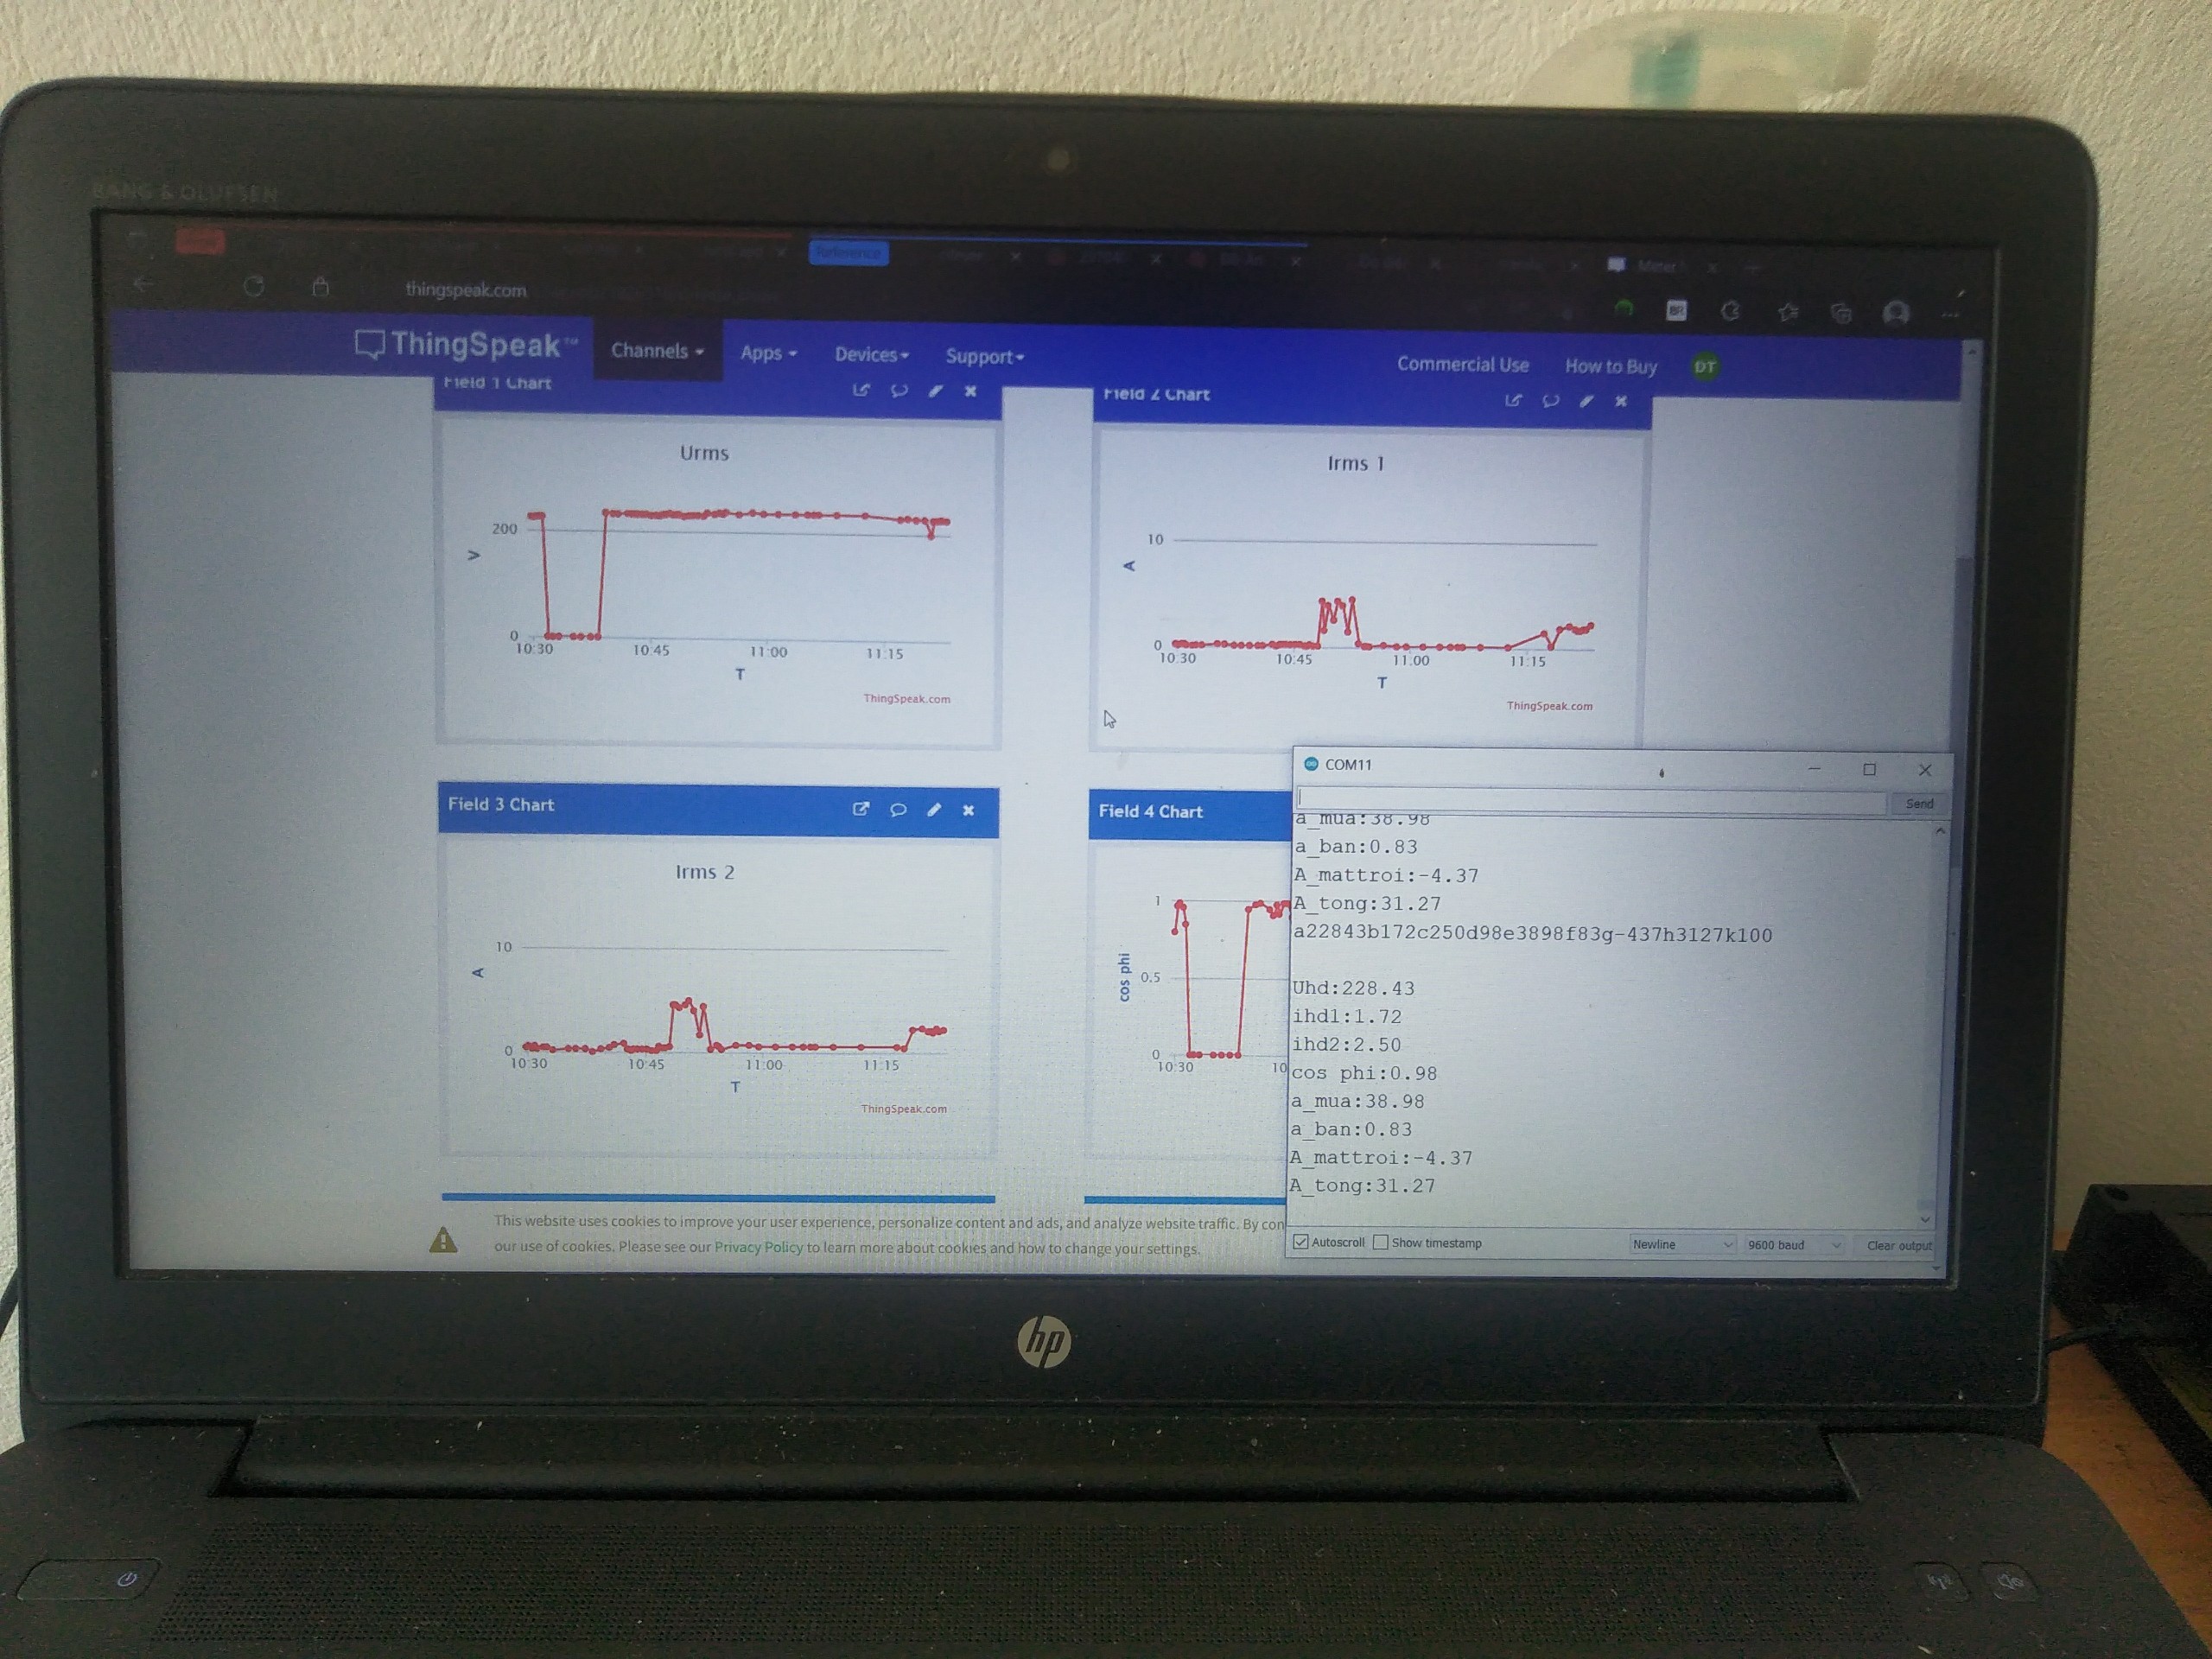 BANG & OLUFSEN
Reference
Meter
thingspeak.com
ThingSpeak™ Channels Apps Devices Support Commercial Use How to Buy DT
Field 1 Chart
Urms
200
0
V
10:30 10:45 11:00 11:15
T
ThingSpeak.com
Field 2 Chart
Irms 1
10
0
A
10:30 10:45 11:00 11:15
T
ThingSpeak.com
Field 3 Chart
Irms 2
10
0
A
10:30 10:45 11:00 11:15
T
ThingSpeak.com
Field 4 Chart
1
0.5
0
cos phi
10:30 10
COM11
Send
a_mua:38.98
a_ban:0.83
A_mattroi:-4.37
A_tong:31.27
a22843b172c250d98e3898f83g-437h3127k100
Uhd:228.43
ihd1:1.72
ihd2:2.50
cos phi:0.98
a_mua:38.98
a_ban:0.83
A_mattroi:-4.37
A_tong:31.27
Autoscroll Show timestamp Newline 9600 baud Clear output
This website uses cookies to improve your user experience, personalize content and ads, and analyze website traffic. By con
our use of cookies. Please see our Privacy Policy to learn more about cookies and how to change your settings.
hp